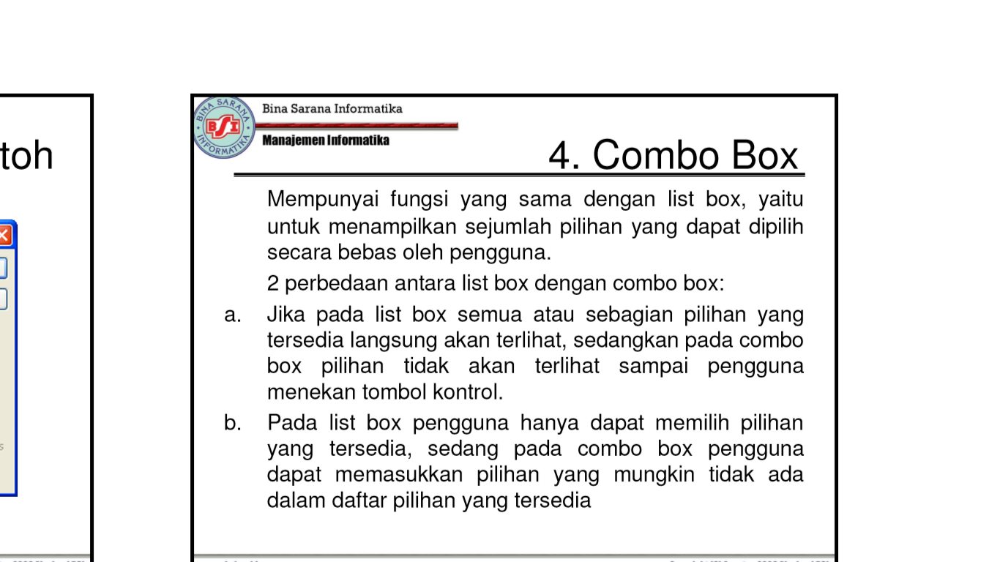 toh
BINA SARANA
BSI
INFORMATIKA
Bina Sarana Informatika
Manajemen Informatika
4. Combo Box
Mempunyai fungsi yang sama dengan list box, yaitu
untuk menampilkan sejumlah pilihan yang dapat dipilih
secara bebas oleh pengguna.
2 perbedaan antara list box dengan combo box:
a. Jika pada list box semua atau sebagian pilihan yang
tersedia langsung akan terlihat, sedangkan pada combo
box pilihan tidak akan terlihat sampai pengguna
menekan tombol kontrol.
b. Pada list box pengguna hanya dapat memilih pilihan
yang tersedia, sedang pada combo box pengguna
dapat memasukkan pilihan yang mungkin tidak ada
dalam daftar pilihan yang tersedia